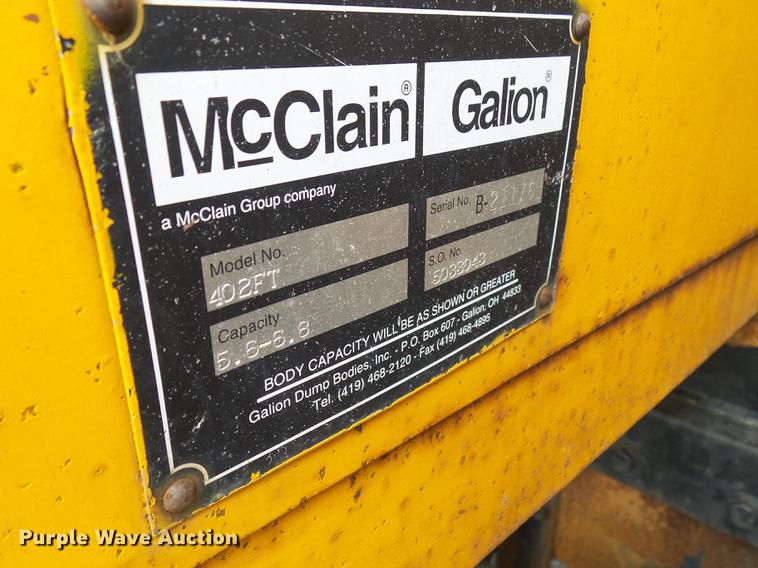 McClain®
Galion®
a McClain Group company
Model No.
402FT
Serial No. B-
Capacity
5.6-6.8
S.O. No.
5033043
BODY CAPACITY WILL BE AS SHOWN OR GREATER
Galion Dump Bodies, Inc. - P.O. Box 607 - Galion, OH 44833
Tel. (419) 468-2120 - Fax (419) 468-4895
Purple Wave Auction